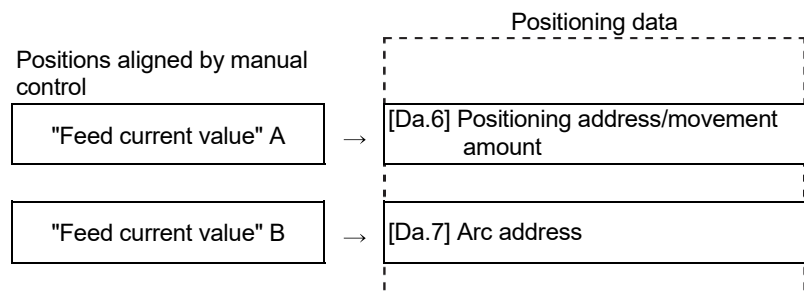 Positioning data
Positions aligned by manual
control
"Feed current value" A
→
[Da.6] Positioning address/movement
amount
"Feed current value" B
→
[Da.7] Arc address